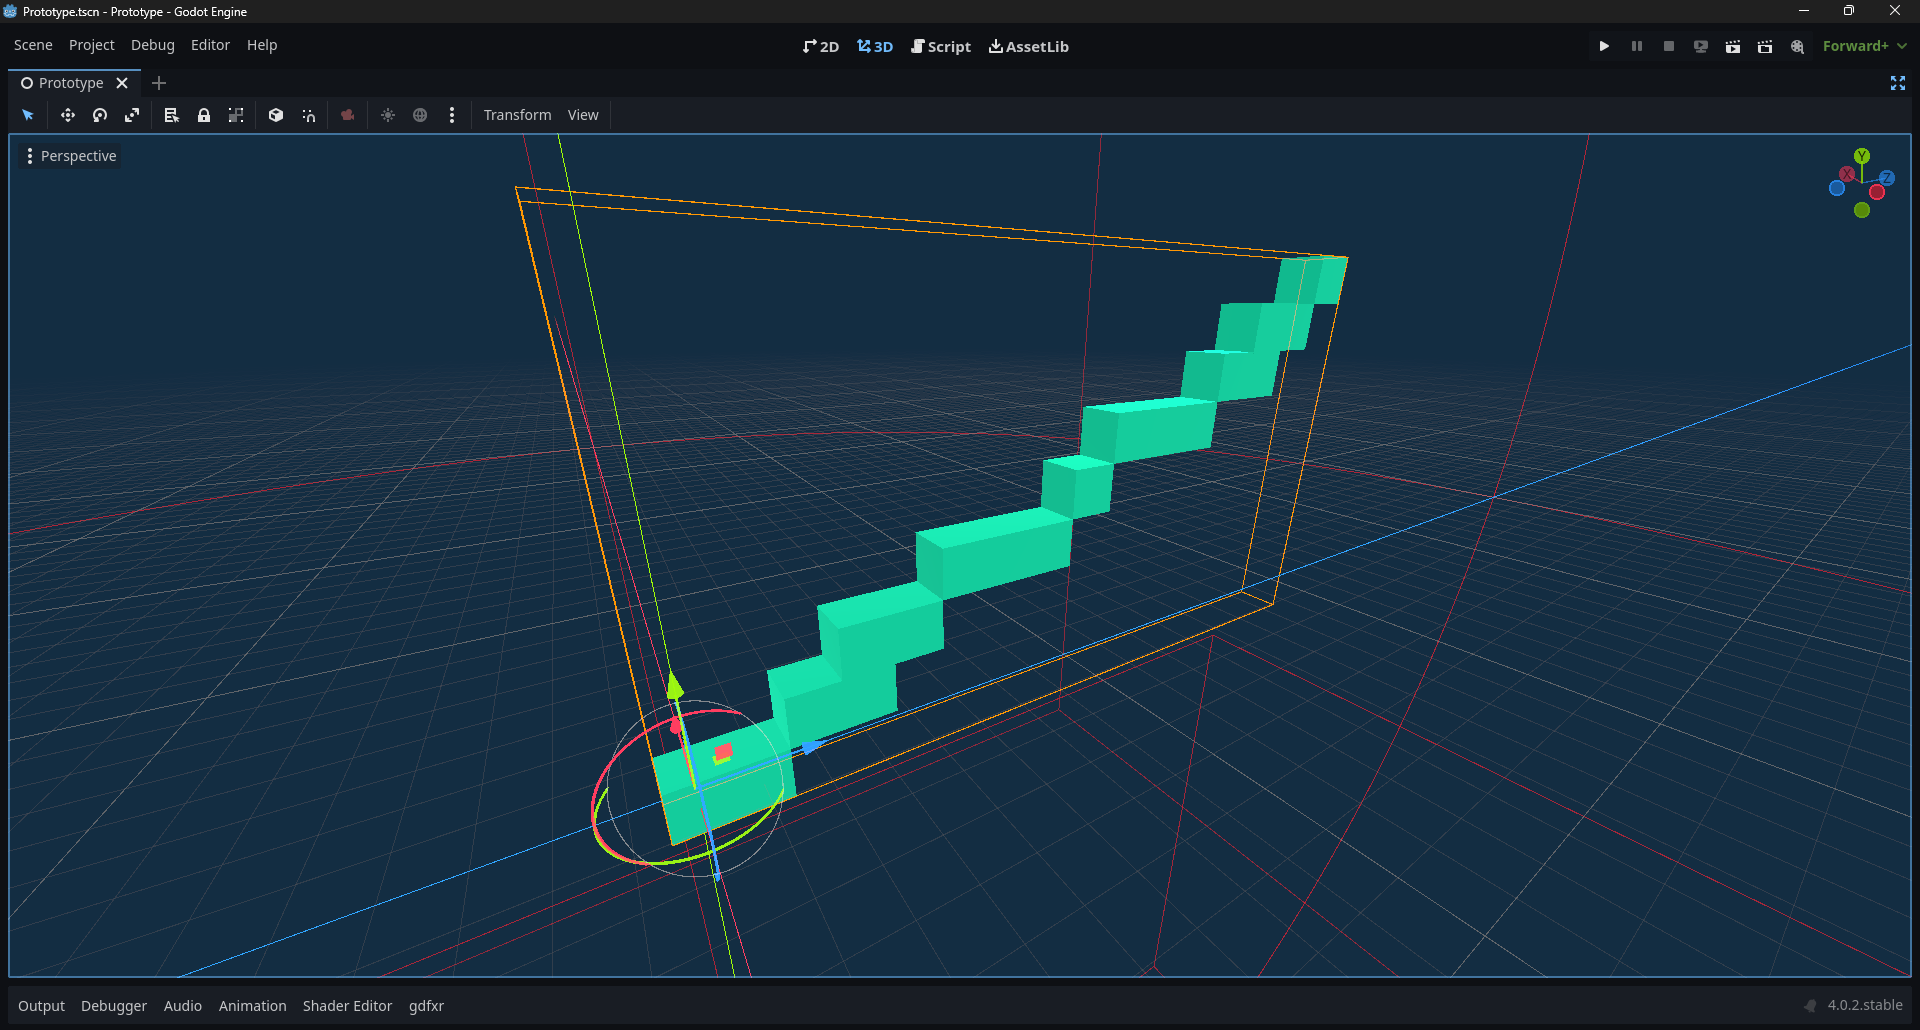 Prototype.tscn - Prototype - Godot Engine
Scene Project Debug Editor Help
2D 3D Script AssetLib
Forward+
Prototype
Transform View
Perspective
Y
X Z
Output Debugger Audio Animation Shader Editor gdfxr
4.0.2.stable